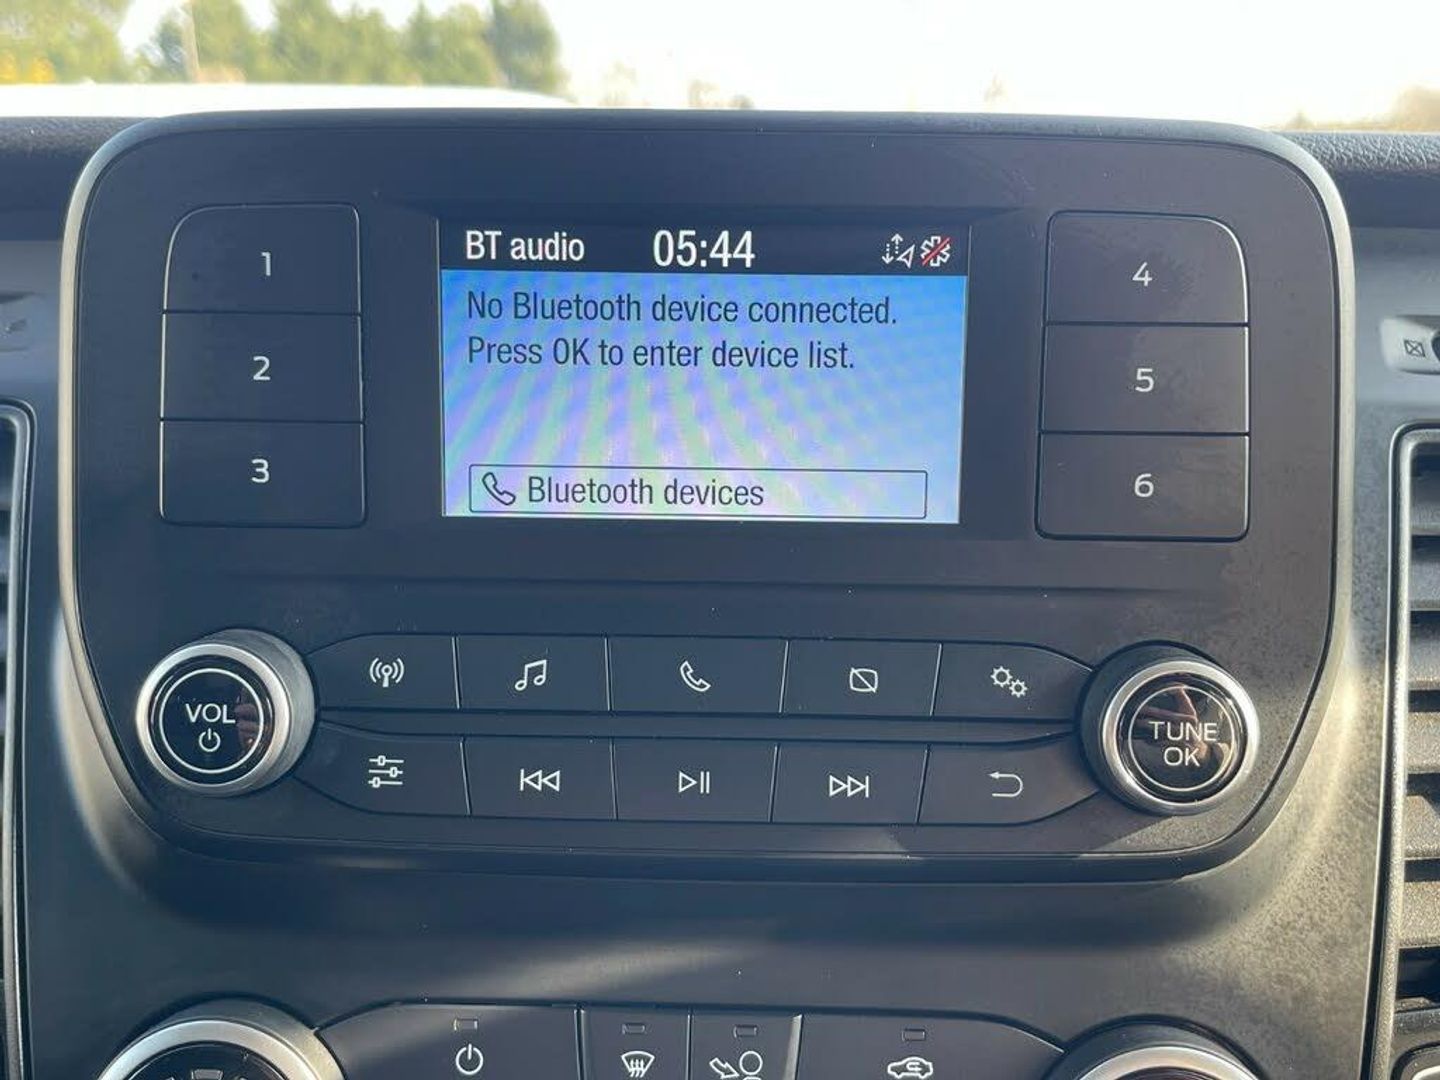 BT audio 05:44
No Bluetooth device connected.
Press OK to enter device list.
Bluetooth devices
1
2
3
4
5
6
VOL
TUNE
OK